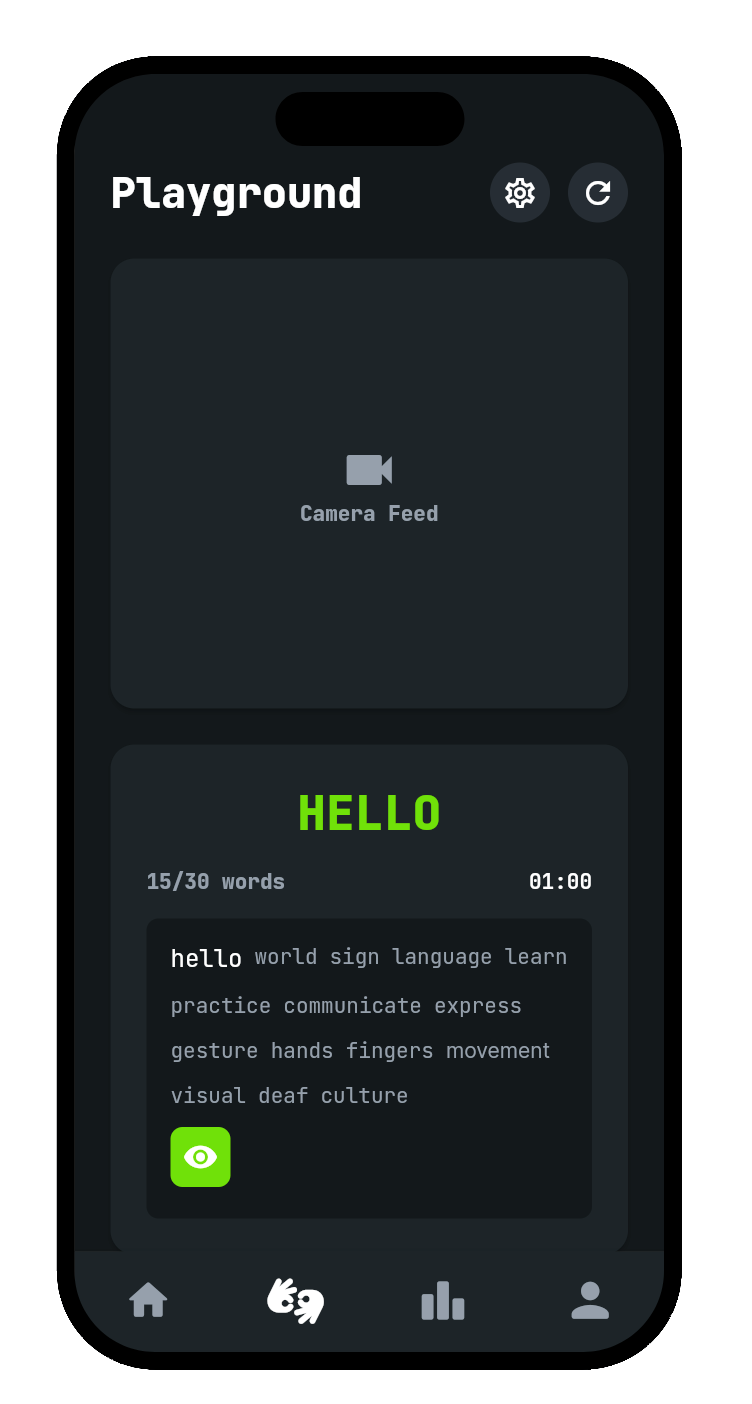 Playground
Camera Feed
HELLO
15/30 words 01:00
hello world sign language learn
practice communicate express
gesture hands fingers movement
visual deaf culture